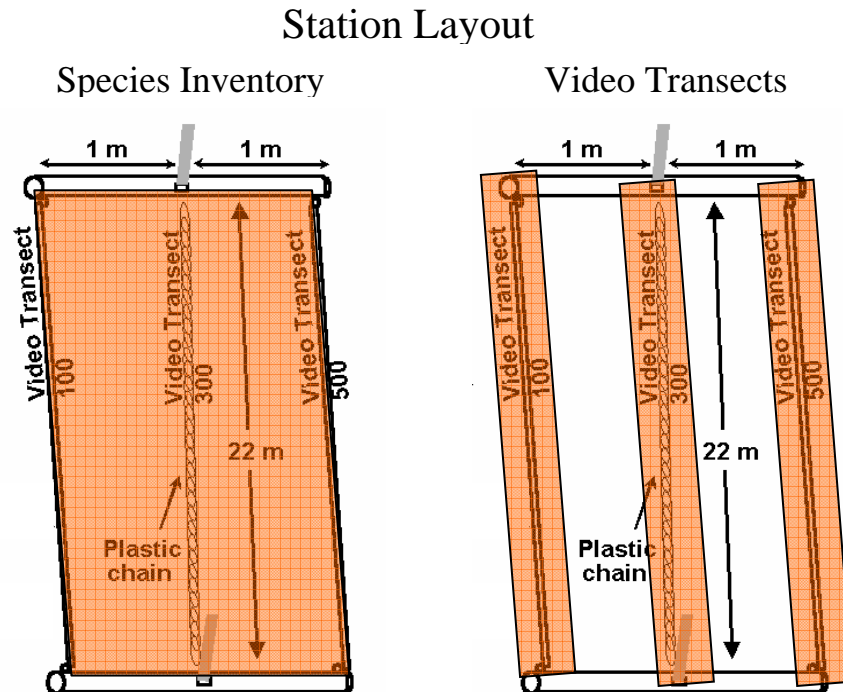 Station Layout
Species Inventory
1 m 1 m
Video Transect
100
Video Transect
300
Video Transect
500
22 m
Plastic
chain
Video Transects
1 m 1 m
Video Transect
100
Video Transect
300
Video Transect
500
22 m
Plastic
chain